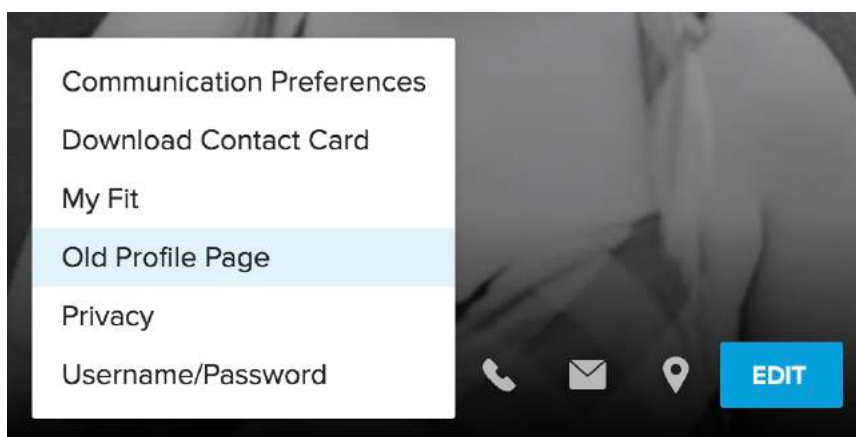 Communication Preferences
Download Contact Card
My Fit
Old Profile Page
Privacy
Username/Password
EDIT